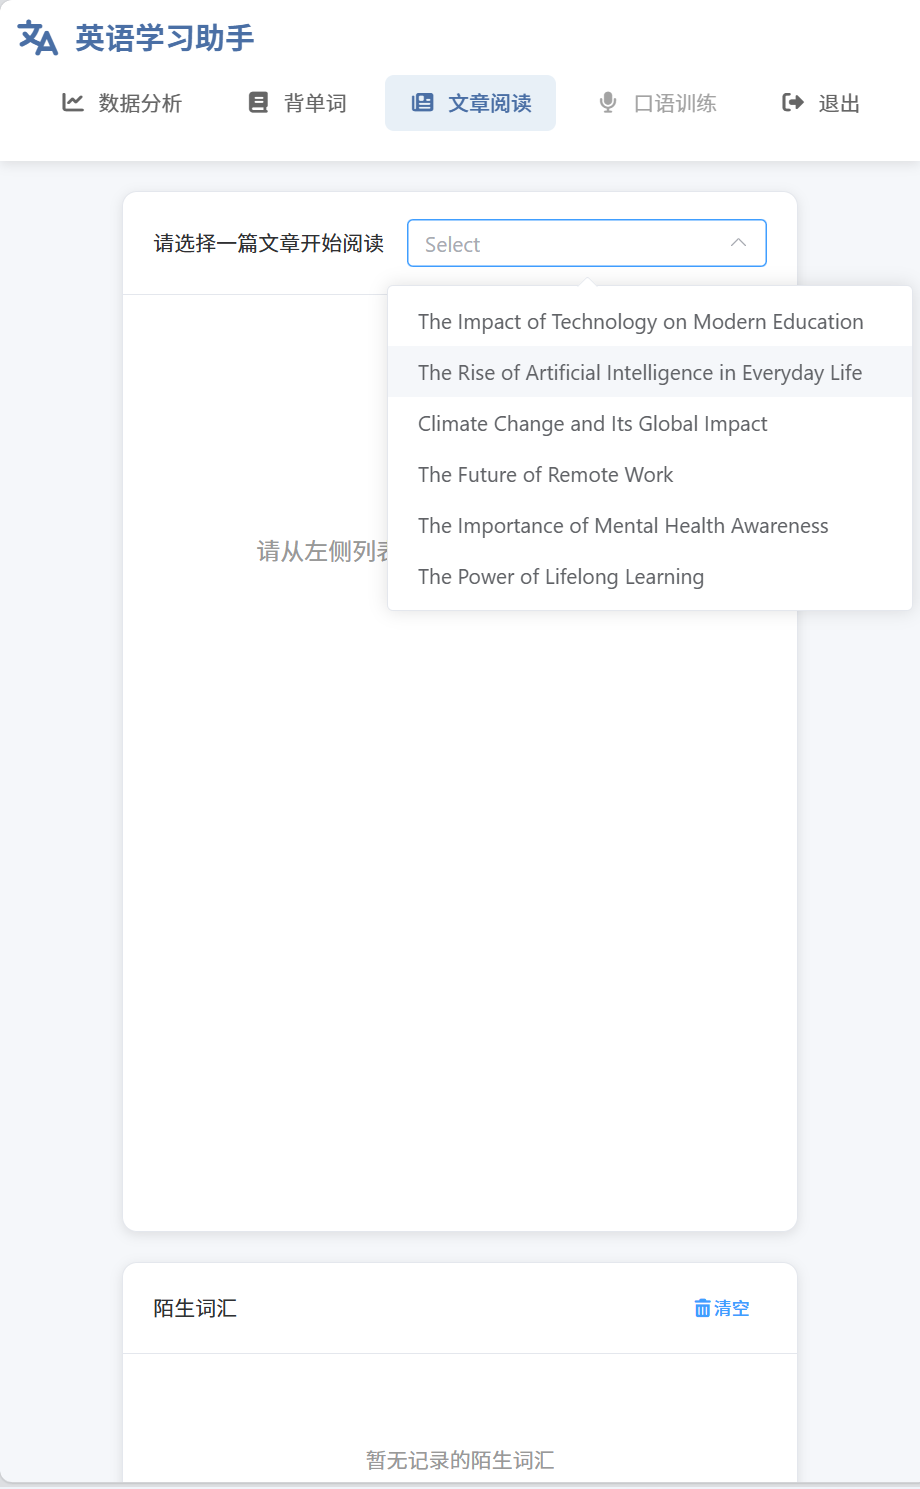 英语学习助手
数据分析 背单词 文章阅读 口语训练 退出
请选择一篇文章开始阅读 Select
The Impact of Technology on Modern Education
The Rise of Artificial Intelligence in Everyday Life
Climate Change and Its Global Impact
The Future of Remote Work
The Importance of Mental Health Awareness
The Power of Lifelong Learning
请从左侧列
陌生词汇 清空
暂无记录的陌生词汇